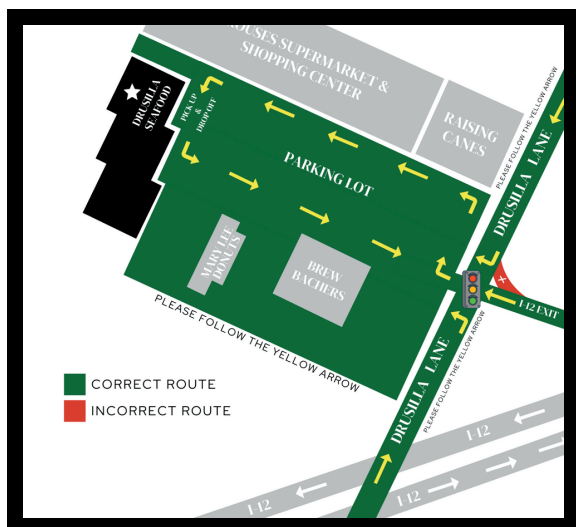 ROUSES SUPERMARKET &
SHOPPING CENTER
RAISING
CANES
DRUSILLA
SEAFOOD
PICK UP
&
DROP OFF
PARKING LOT
PLEASE FOLLOW THE YELLOW ARROW
DRUSILLA LANE
MARY LEE
DONUTS
BREW
BACHERS
I-12 EXIT
PLEASE FOLLOW THE YELLOW ARROW
DRUSILLA LANE
PLEASE FOLLOW THE YELLOW ARROW
CORRECT ROUTE
INCORRECT ROUTE
I-12
I-12
I-12
I-12